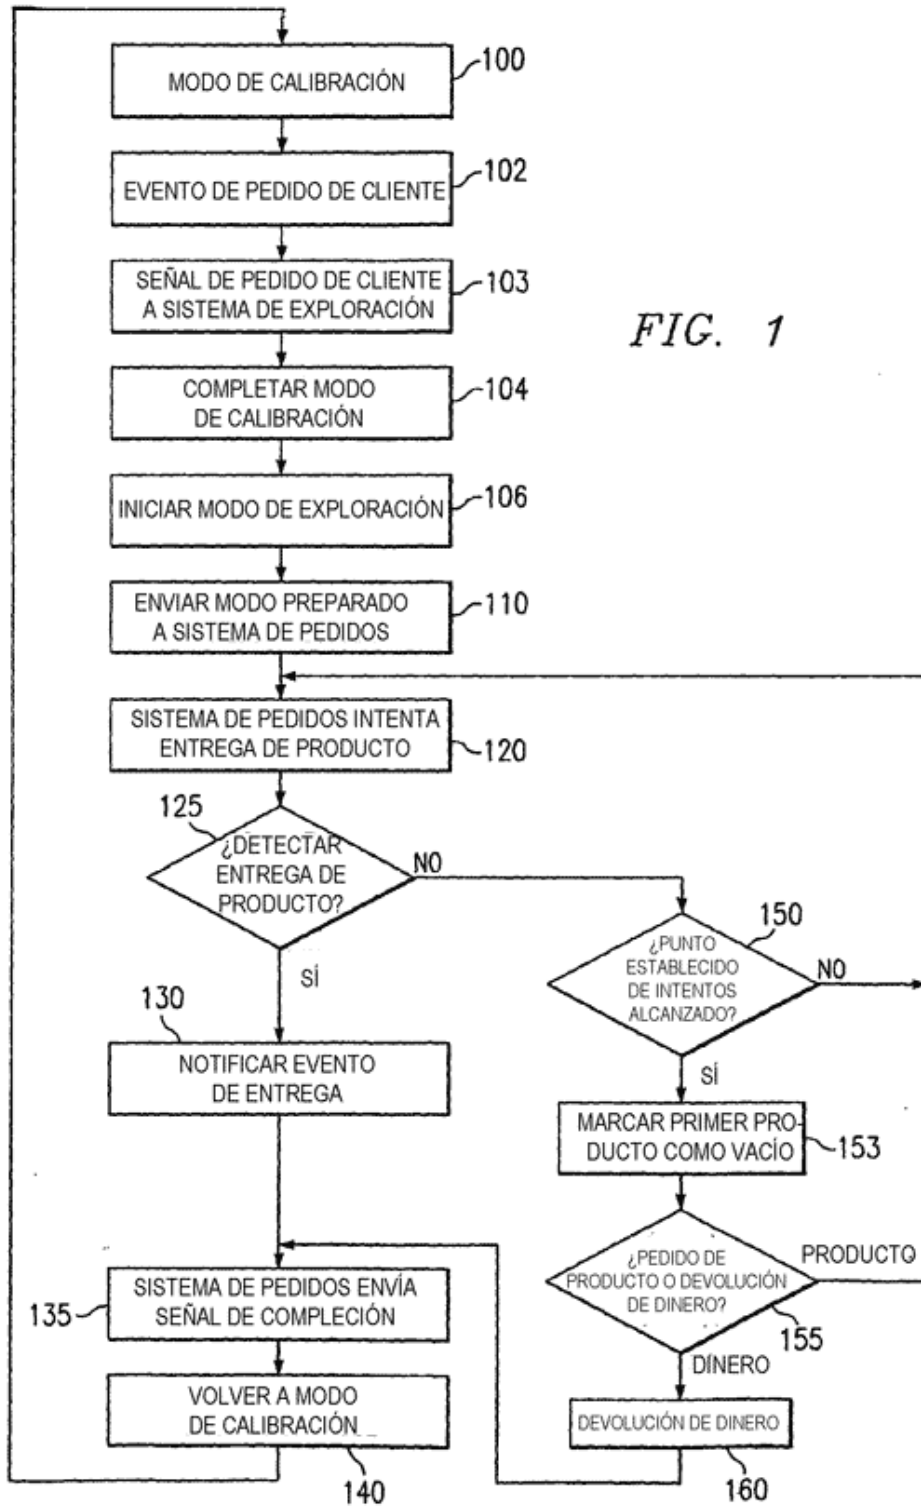 100
MODO DE CALIBRACIÓN
102
EVENTO DE PEDIDO DE CLIENTE
SEÑAL DE PEDIDO DE CLIENTE
A SISTEMA DE EXPLORACIÓN
103
FIG. 1
COMPLETAR MODO
DE CALIBRACIÓN
104
INICIAR MODO DE EXPLORACIÓN
106
ENVIAR MODO PREPARADO
A SISTEMA DE PEDIDOS
110
SISTEMA DE PEDIDOS INTENTA
ENTREGA DE PRODUCTO
120
125
¿DETECTAR
ENTREGA DE
PRODUCTO?
NO
SÍ
150
¿PUNTO
ESTABLECIDO
DE INTENTOS
ALCANZADO?
NO
SÍ
130
NOTIFICAR EVENTO
DE ENTREGA
MARCAR PRIMER PRO-
DUCTO COMO VACÍO
153
¿PEDIDO DE
PRODUCTO O DEVOLUCIÓN
DE DINERO?
PRODUCTO
155
DINERO
SISTEMA DE PEDIDOS ENVÍA
SEÑAL DE COMPLECIÓN
135
VOLVER A MODO
DE CALIBRACIÓN
140
DEVOLUCIÓN DE DINERO
160